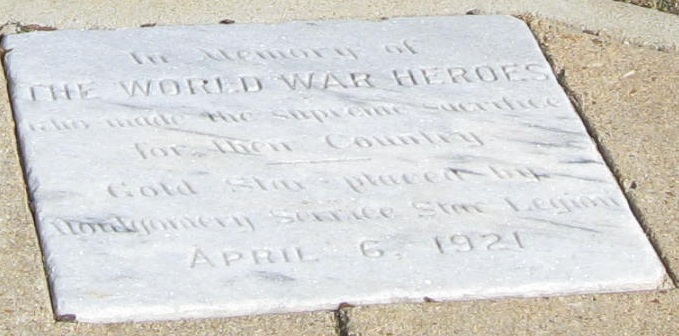 In Memory of
THE WORLD WAR HEROES
who made the supreme sacrifice
for their Country
Gold Star placed by
Montgomery Service Star Legion
APRIL 6, 1921